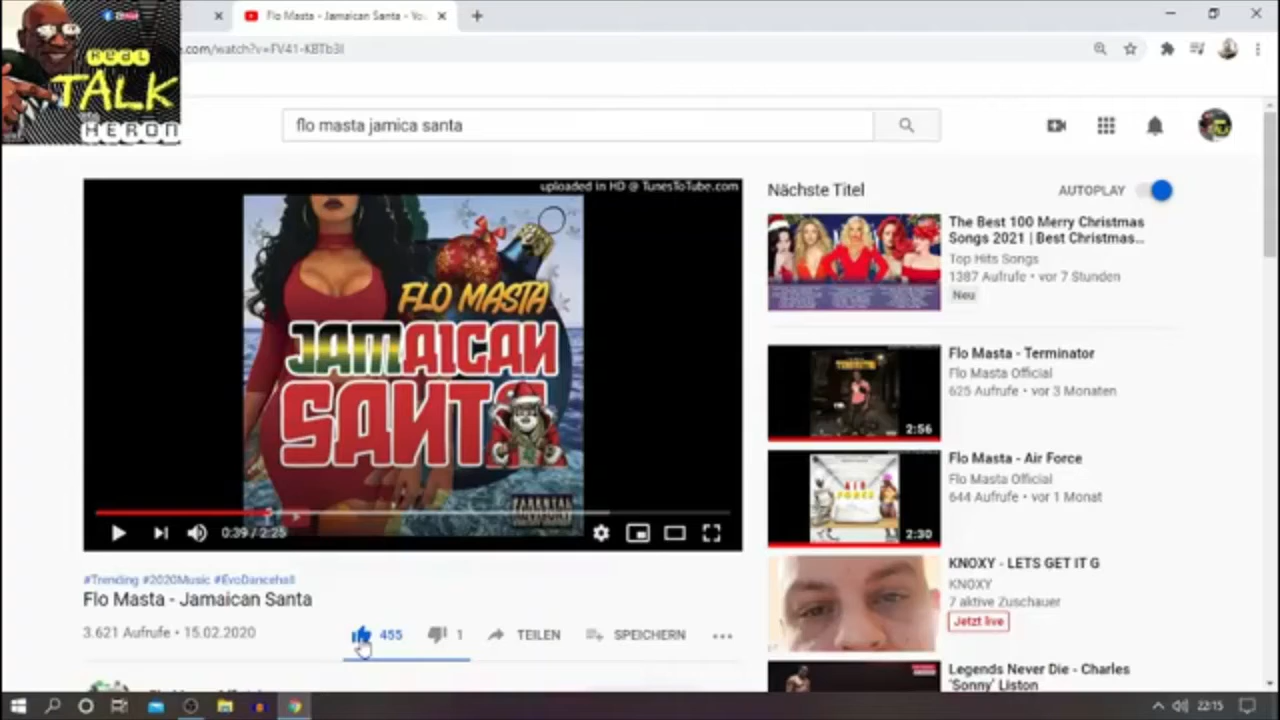 Flo Masta - Jamaican Santa - Yo
.com/watch?v=FV41-KBTb3I
REAL
TALK
HERON
flo masta jamica santa
uploaded in HD @ TunesToTube.com
FLO MASTA
JAMAICAN
SANTA
PARENTAL
0:39 / 2:25
#Trending #2020Music #EvoDancehall
Flo Masta - Jamaican Santa
3.621 Aufrufe • 15.02.2020
455
1
TEILEN
SPEICHERN
Nächste Titel
AUTOPLAY
The Best 100 Merry Christmas
Songs 2021 | Best Christmas...
Top Hits Songs
1387 Aufrufe • vor 7 Stunden
Neu
Flo Masta - Terminator
Flo Masta Official
625 Aufrufe • vor 3 Monaten
2:56
Flo Masta - Air Force
Flo Masta Official
644 Aufrufe • vor 1 Monat
AIR
FORCE
2:30
KNOXY - LETS GET IT G
KNOXY
7 aktive Zuschauer
Jetzt live
Legends Never Die - Charles
'Sonny' Liston
22:15